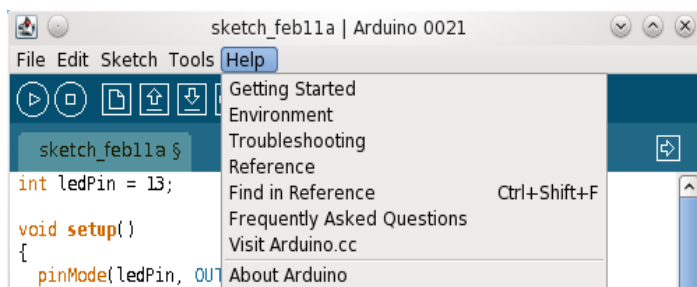 sketch_feb11a | Arduino 0021
File Edit Sketch Tools Help
Getting Started
Environment
Troubleshooting
Reference
Find in Reference Ctrl+Shift+F
Frequently Asked Questions
Visit Arduino.cc
About Arduino
sketch_feb11a §
int ledPin = 13;
void setup()
{
pinMode(ledPin, OUT